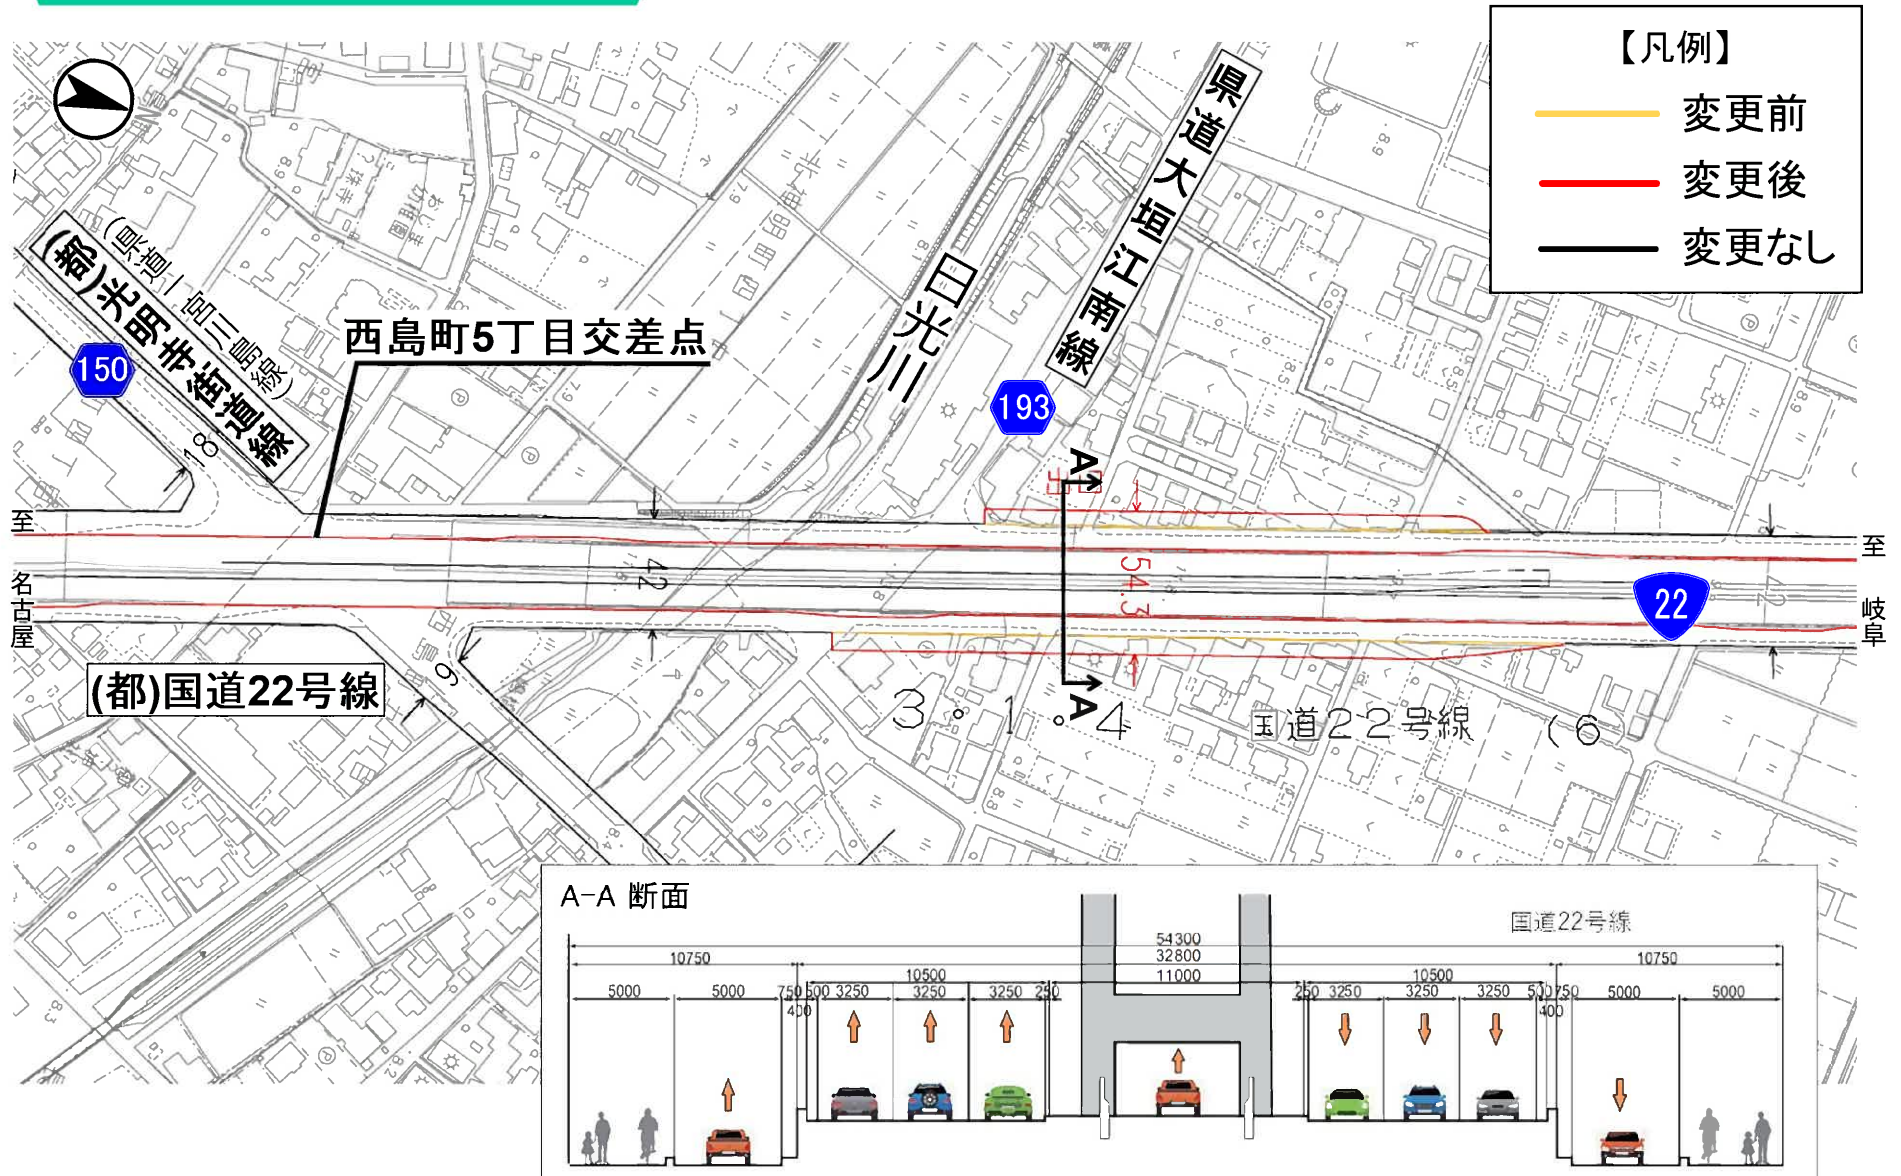 【凡例】
変更前
変更後
変更なし
県道大垣江南線
(都)光明寺街道線
(県道一宮川島線)
西島町5丁目交差点
日光川
150
193
18
A
至
名古屋
至
岐阜
42
54.3
42
22
9
(都)国道22号線
A
3・1・4
国道22号線
(6
A-A 断面
国道22号線
54300
10750
32800
10750
10500
11000
10500
5000
5000
750
500
3250
3250
3250
250
250
3250
3250
3250
500
750
5000
5000
400
400